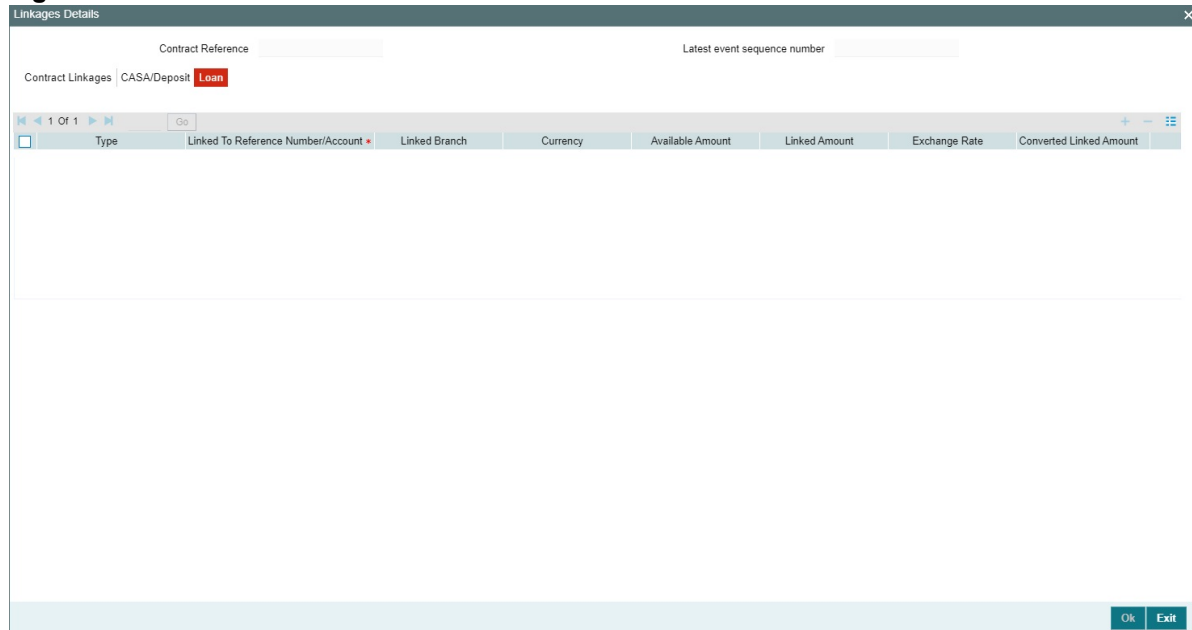 Linkages Details
Contract Reference Latest event sequence number
Contract Linkages CASA/Deposit Loan
1 Of 1 Go
Type Linked To Reference Number/Account * Linked Branch Currency Available Amount Linked Amount Exchange Rate Converted Linked Amount
Ok Exit